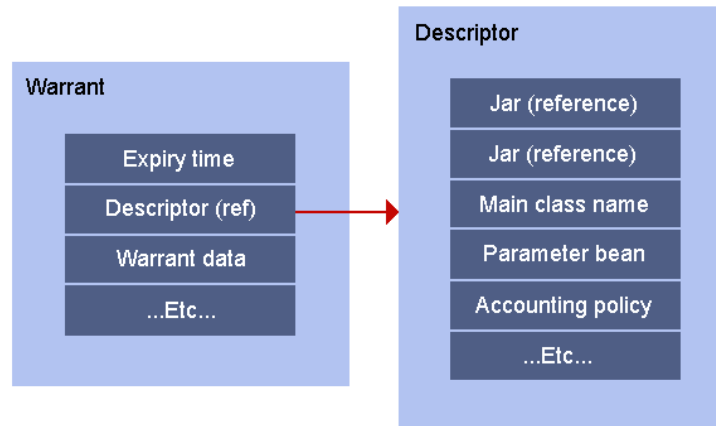 Warrant
Expiry time
Descriptor (ref)
Warrant data
...Etc...
Descriptor
Jar (reference)
Jar (reference)
Main class name
Parameter bean
Accounting policy
...Etc...